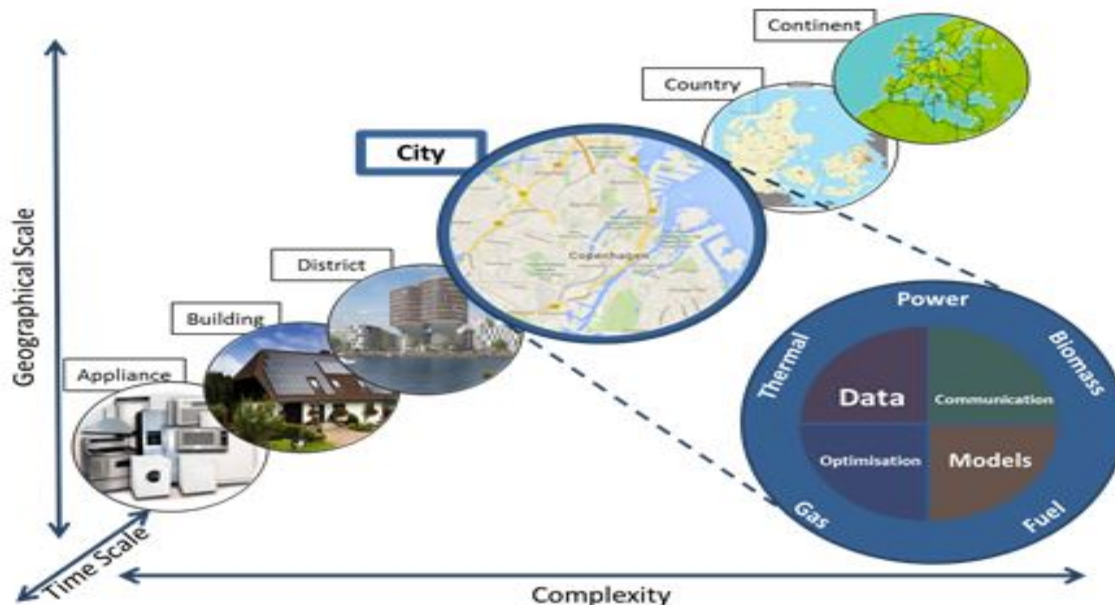 Continent
Country
City
District
Building
Appliance
Geographical Scale
Time Scale
Complexity
Copenhagen
Power
Thermal
Biomass
Data
Communication
Optimisation
Models
Gas
Fuel